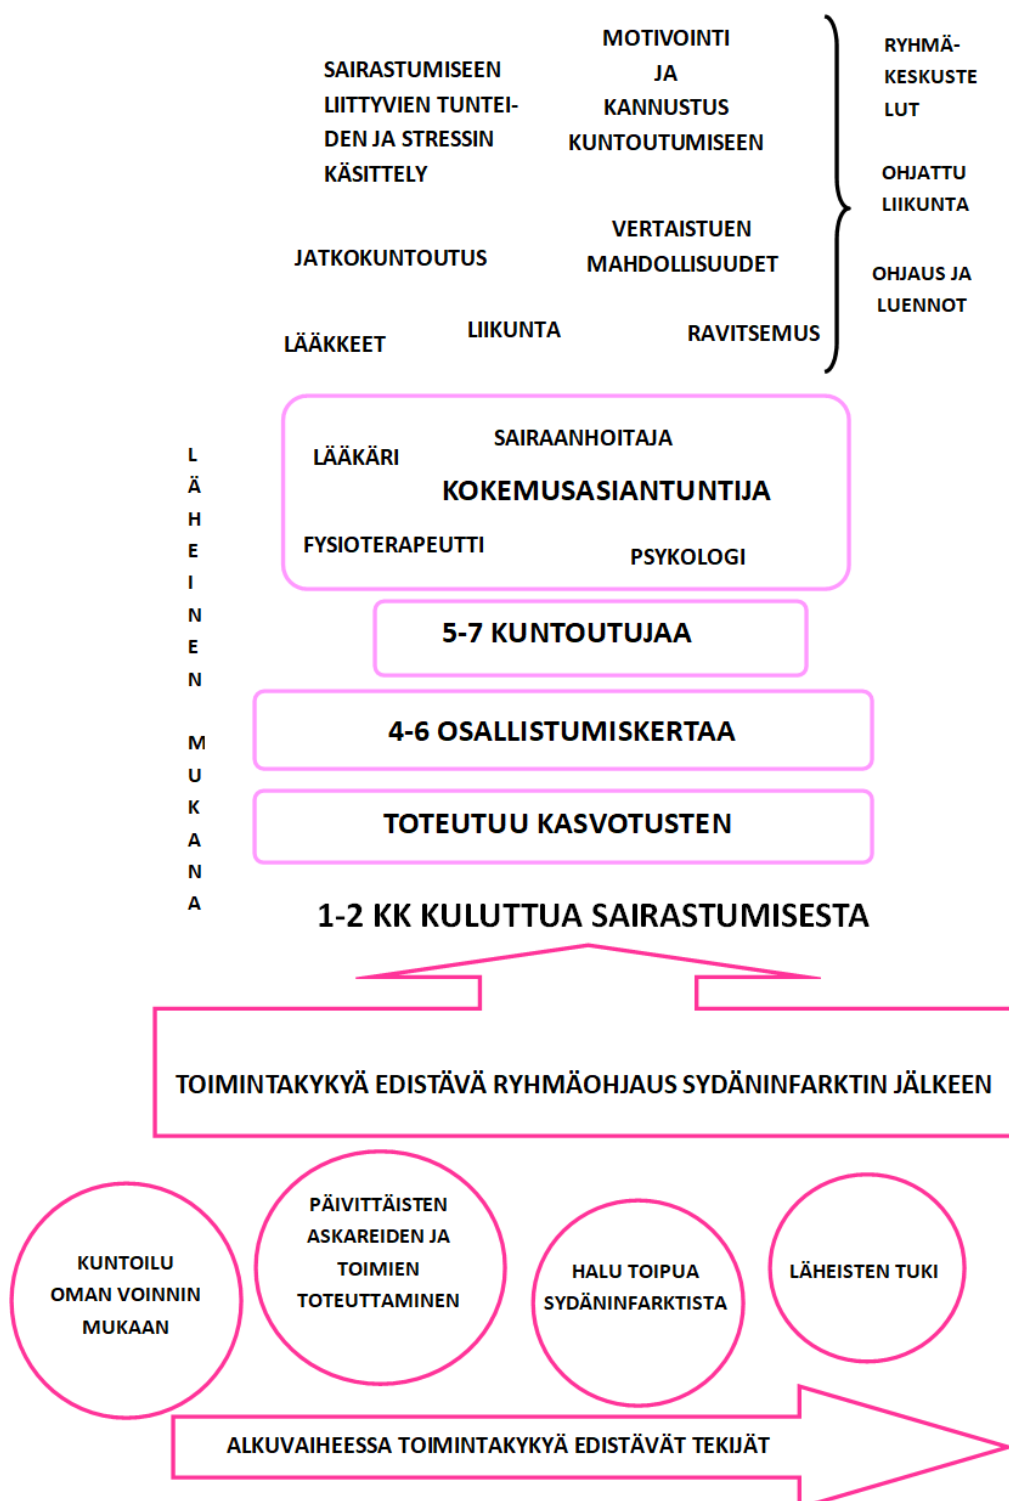 SAIRASTUMISEEN
LIITTYVIEN TUNTEI-
DEN JA STRESSIN
KÄSITTELY
MOTIVOINTI
JA
KANNUSTUS
KUNTOUTUMISEEN
JATKOKUNTOUTUS
VERTAISTUEN
MAHDOLLISUUDET
LÄÄKKEET
LIIKUNTA
RAVITSEMUS
RYHMÄ-
KESKUSTE
LUT
OHJATTU
LIIKUNTA
OHJAUS JA
LUENNOT
L
Ä
H
E
I
N
E
N
M
U
K
A
N
A
SAIRAANHOITAJA
LÄÄKÄRI
KOKEMUSASIANTUNTIJA
FYSIOTERAPEUTTI
PSYKOLOGI
5-7 KUNTOUTUJAA
4-6 OSALLISTUMISKERTAA
TOTEUTUU KASVOTUSTEN
1-2 KK KULUTTUA SAIRASTUMISESTA
TOIMINTAKYKYÄ EDISTÄVÄ RYHMÄOHJAUS SYDÄNINFARKTIN JÄLKEEN
KUNTOILU
OMAN VOINNIN
MUKAAN
PÄIVITTÄISTEN
ASKAREIDEN JA
TOIMIEN
TOTEUTTAMINEN
HALU TOIPUA
SYDÄNINFARKTISTA
LÄHEISTEN TUKI
ALKUVAIHEESSA TOIMINTAKYKYÄ EDISTÄVÄT TEKIJÄT